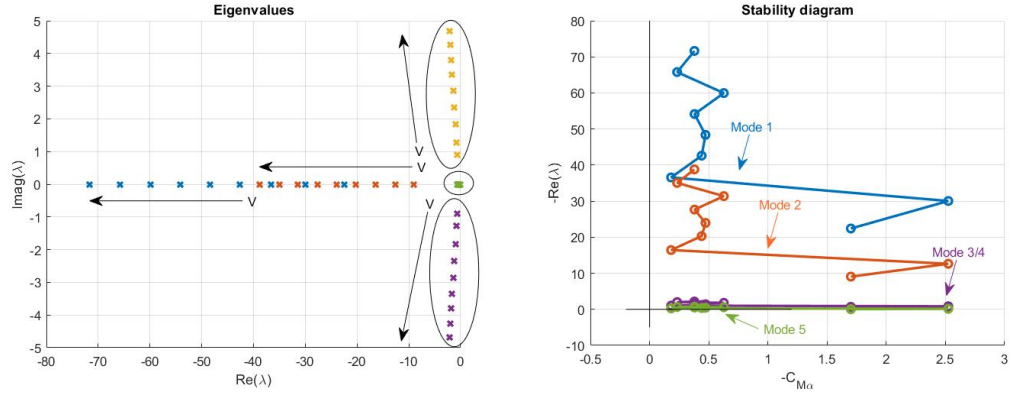 Eigenvalues
5
4
3
2
1
0
-1
-2
-3
-4
-5
Imag(λ)
V
V
V
V
-80 -70 -60 -50 -40 -30 -20 -10 0
Re(λ)
Stability diagram
80
70
60
50
40
30
20
10
0
-10
-Re(λ)
Mode 1
Mode 2
Mode 3/4
Mode 5
-0.5 0 0.5 1 1.5 2 2.5 3
-C_Mα